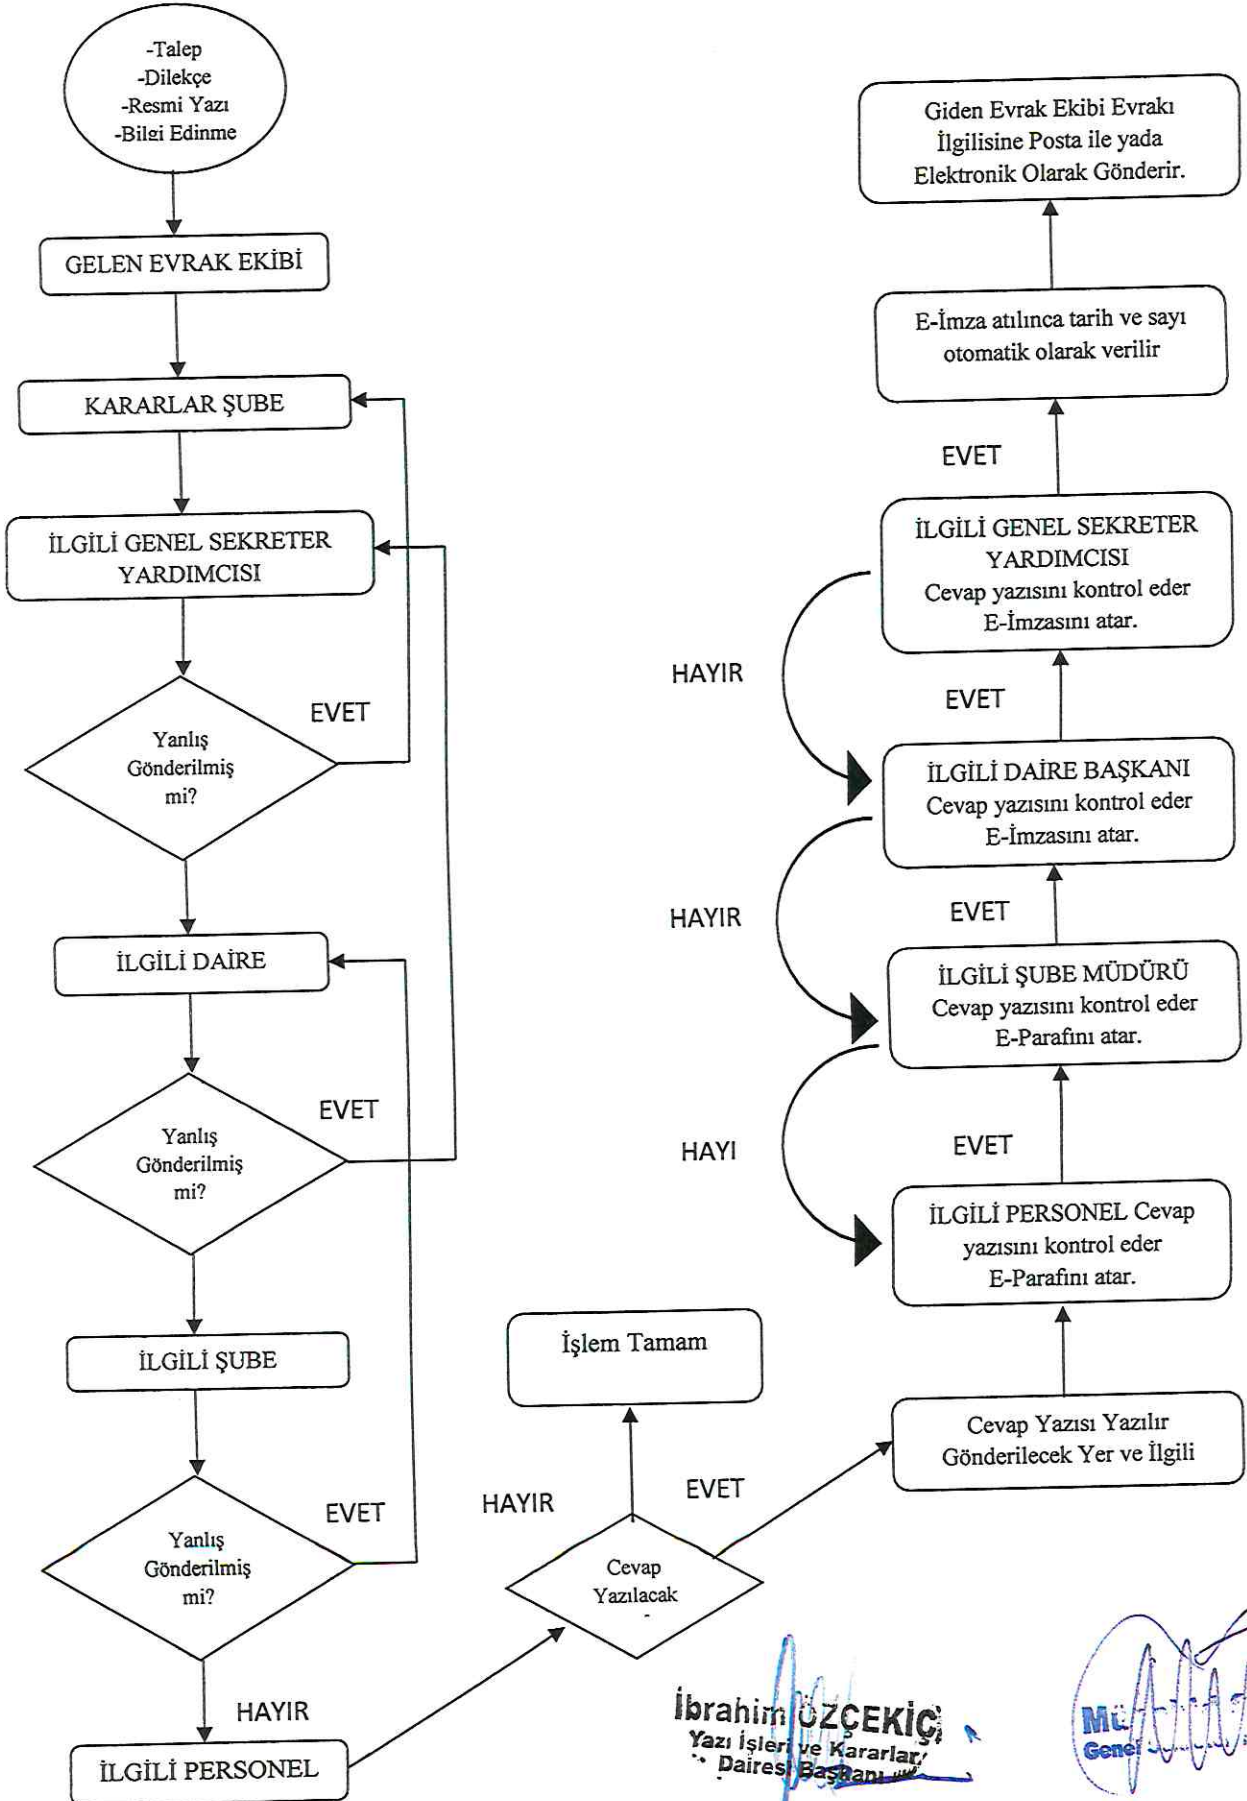 -Talep
-Dilekçe
-Resmi Yazı
-Bilgi Edinme
GELEN EVRAK EKİBİ
KARARLAR ŞUBE
İLGİLİ GENEL SEKRETER
YARDIMCISI
EVET
Yanlış
Gönderilmiş
mi?
İLGİLİ DAİRE
EVET
Yanlış
Gönderilmiş
mi?
İLGİLİ ŞUBE
EVET
Yanlış
Gönderilmiş
mi?
HAYIR
İLGİLİ PERSONEL
İşlem Tamam
HAYIR
EVET
Cevap
Yazılacak
Giden Evrak Ekibi Evrakı
İlgilisine Posta ile yada
Elektronik Olarak Gönderir.
E-İmza atılınca tarih ve sayı
otomatik olarak verilir
EVET
İLGİLİ GENEL SEKRETER
YARDIMCISI
Cevap yazısını kontrol eder
E-İmzasını atar.
HAYIR
EVET
İLGİLİ DAİRE BAŞKANI
Cevap yazısını kontrol eder
E-İmzasını atar.
HAYIR
EVET
İLGİLİ ŞUBE MÜDÜRÜ
Cevap yazısını kontrol eder
E-Parafını atar.
HAYI
EVET
İLGİLİ PERSONEL Cevap
yazısını kontrol eder
E-Parafını atar.
Cevap Yazısı Yazılır
Gönderilecek Yer ve İlgili
İbrahim ÖZÇEKİÇ
Yazı İşleri ve Kararlar
Dairesi Başkanı
Genel